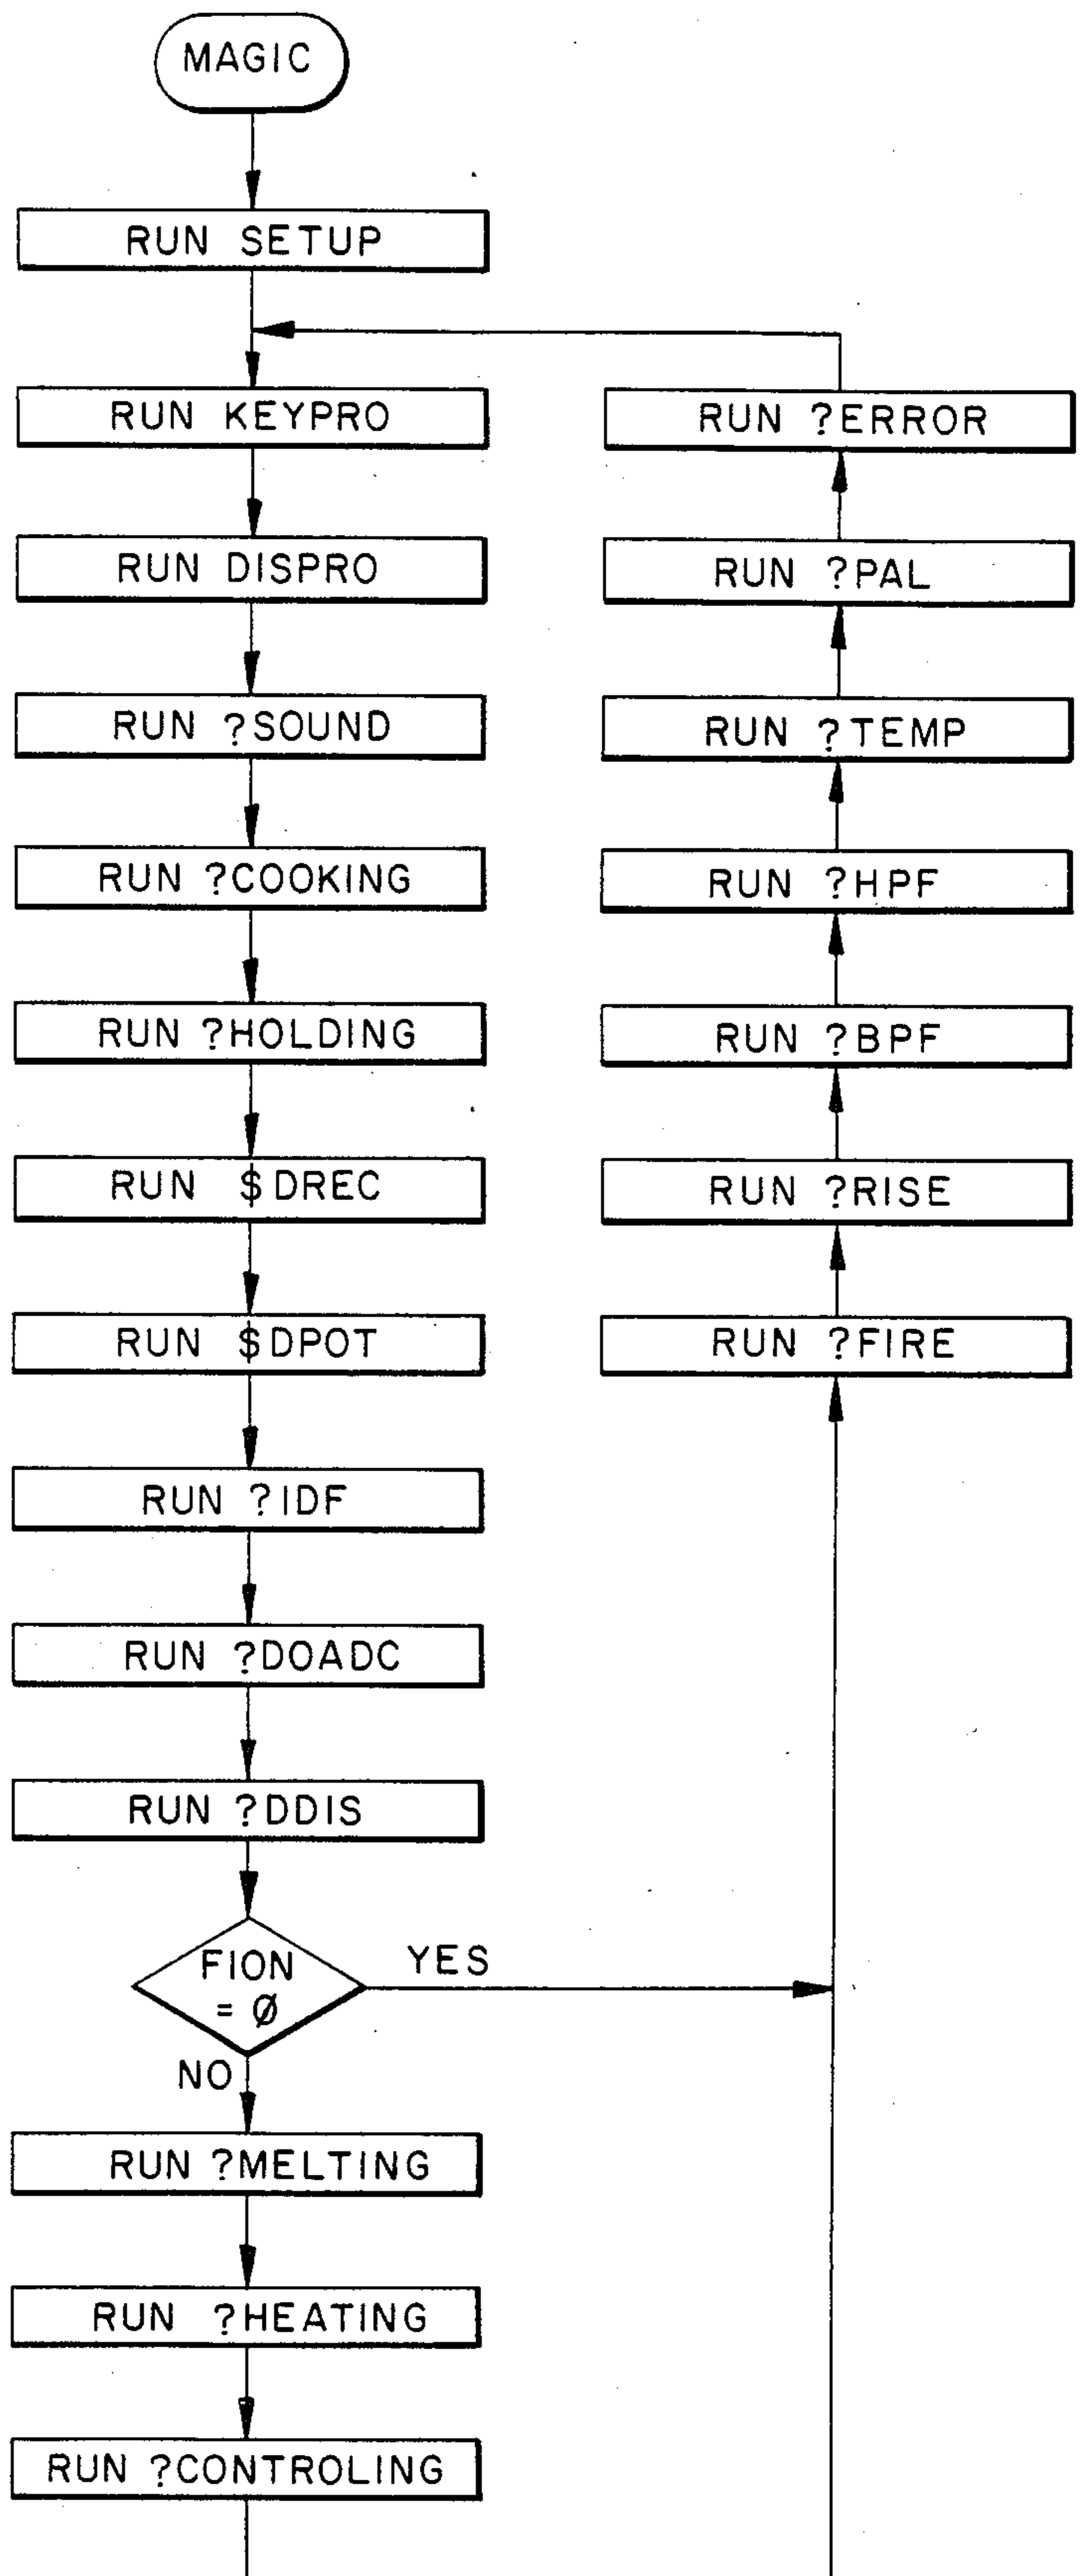 MAGIC
RUN SETUP
RUN KEYPRO
RUN DISPRO
RUN ?SOUND
RUN ?COOKING
RUN ?HOLDING
RUN $DREC
RUN $DPOT
RUN ?IDF
RUN ?DOADC
RUN ?DDIS
FION
= Ø
YES
NO
RUN ?MELTING
RUN ?HEATING
RUN ?CONTROLING
RUN ?ERROR
RUN ?PAL
RUN ?TEMP
RUN ?HPF
RUN ?BPF
RUN ?RISE
RUN ?FIRE